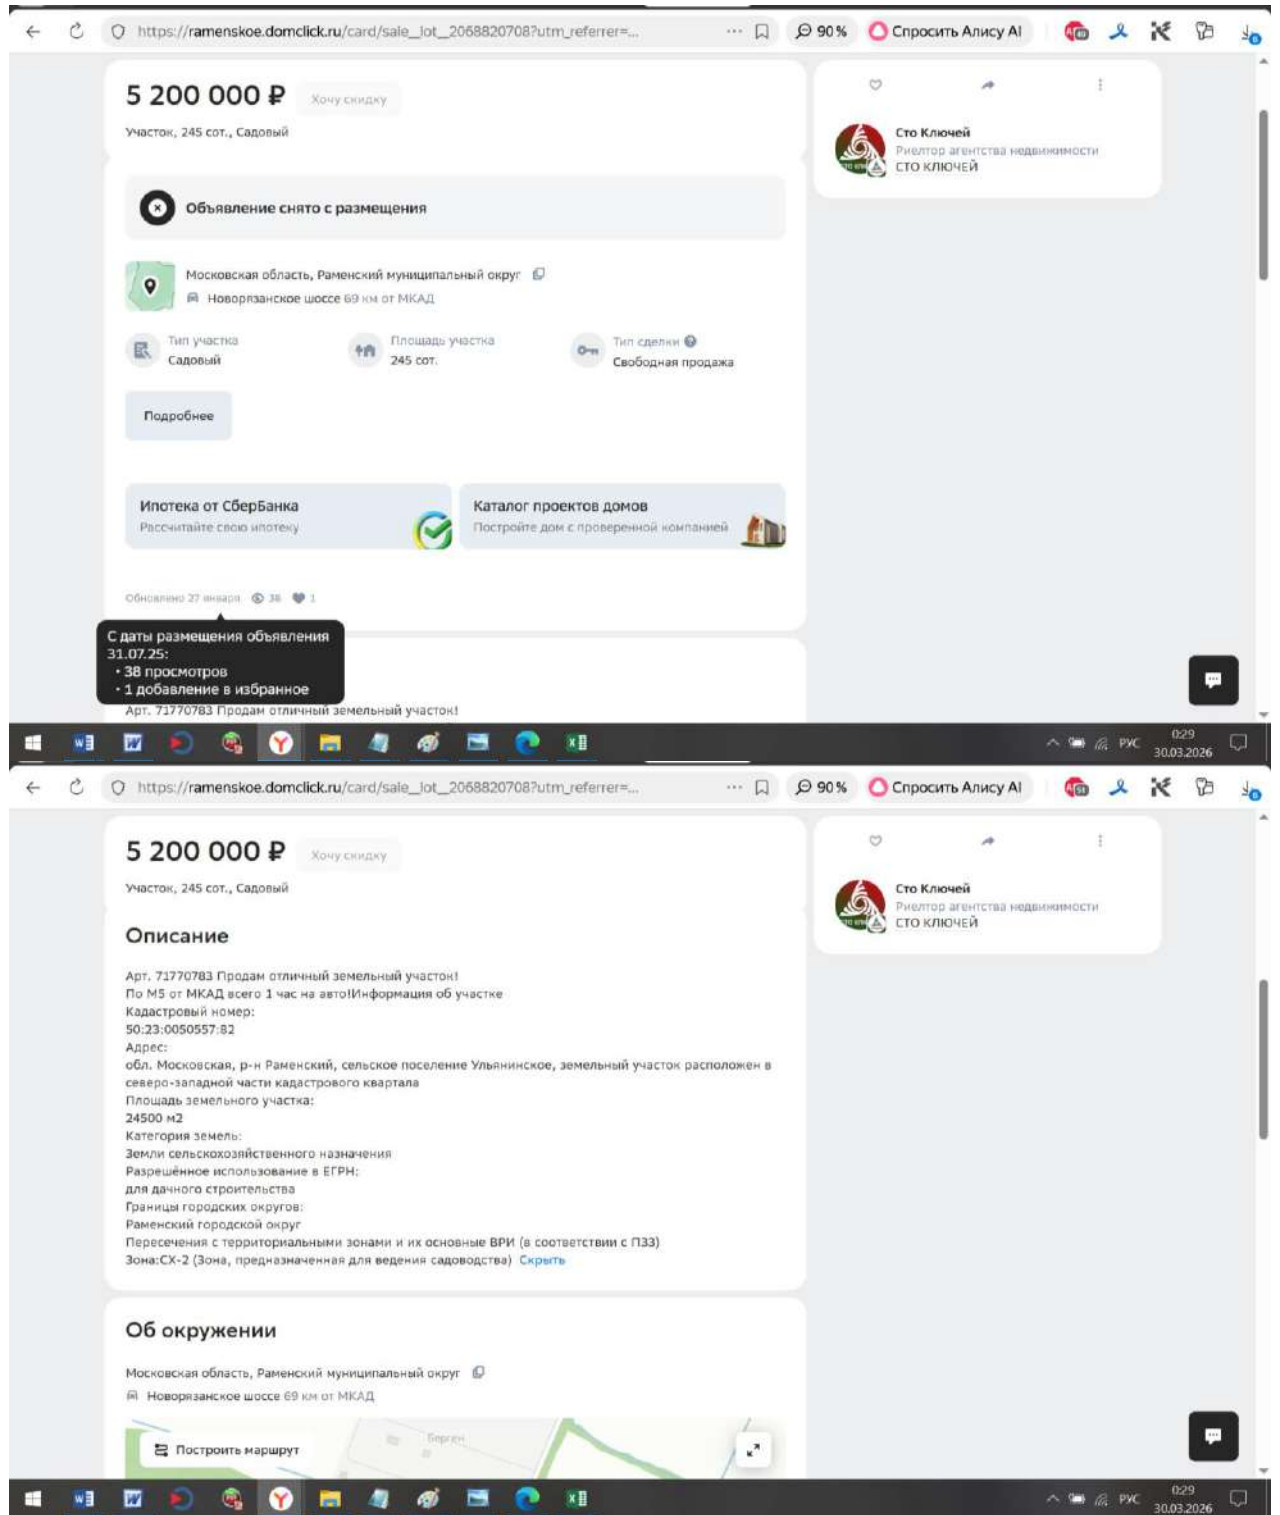 https://ramenskoe.domclick.ru/card/sale__lot__2068820708?utm_referrer=...
90 %
Спросить Алису AI
5 200 000 ₽
Хочу скидку
Участок, 245 сот., Садовый
Сто Ключей
Риелтор агентства недвижимости
СТО КЛЮЧЕЙ
Объявление снято с размещения
Московская область, Раменский муниципальный округ
Новорязанское шоссе 69 км от МКАД
Тип участка
Садовый
Площадь участка
245 сот.
Тип сделки
Свободная продажа
Подробнее
Ипотека от СберБанка
Рассчитайте свою ипотеку
Каталог проектов домов
Постройте дом с проверенной компанией
Обновлено 27 января 38 1
С даты размещения объявления
31.07.25:
• 38 просмотров
• 1 добавление в избранное
Арт. 71770783 Продам отличный земельный участок!
РУС
0:29
30.03.2026
https://ramenskoe.domclick.ru/card/sale__lot__2068820708?utm_referrer=...
90 %
Спросить Алису AI
5 200 000 ₽
Хочу скидку
Участок, 245 сот., Садовый
Сто Ключей
Риелтор агентства недвижимости
СТО КЛЮЧЕЙ
Описание
Арт. 71770783 Продам отличный земельный участок!
По М5 от МКАД всего 1 час на авто!Информация об участке
Кадастровый номер:
50:23:0050557:82
Адрес:
обл. Московская, р-н Раменский, сельское поселение Ульянинское, земельный участок расположен в
северо-западной части кадастрового квартала
Площадь земельного участка:
24500 м2
Категория земель:
Земли сельскохозяйственного назначения
Разрешённое использование в ЕГРН:
для дачного строительства
Границы городских округов:
Раменский городской округ
Пересечения с территориальными зонами и их основные ВРИ (в соответствии с ПЗЗ)
Зона:СХ-2 (Зона, предназначенная для ведения садоводства) Скрыть
Об окружении
Московская область, Раменский муниципальный округ
Новорязанское шоссе 69 км от МКАД
Построить маршрут
Берген
РУС
0:29
30.03.2026